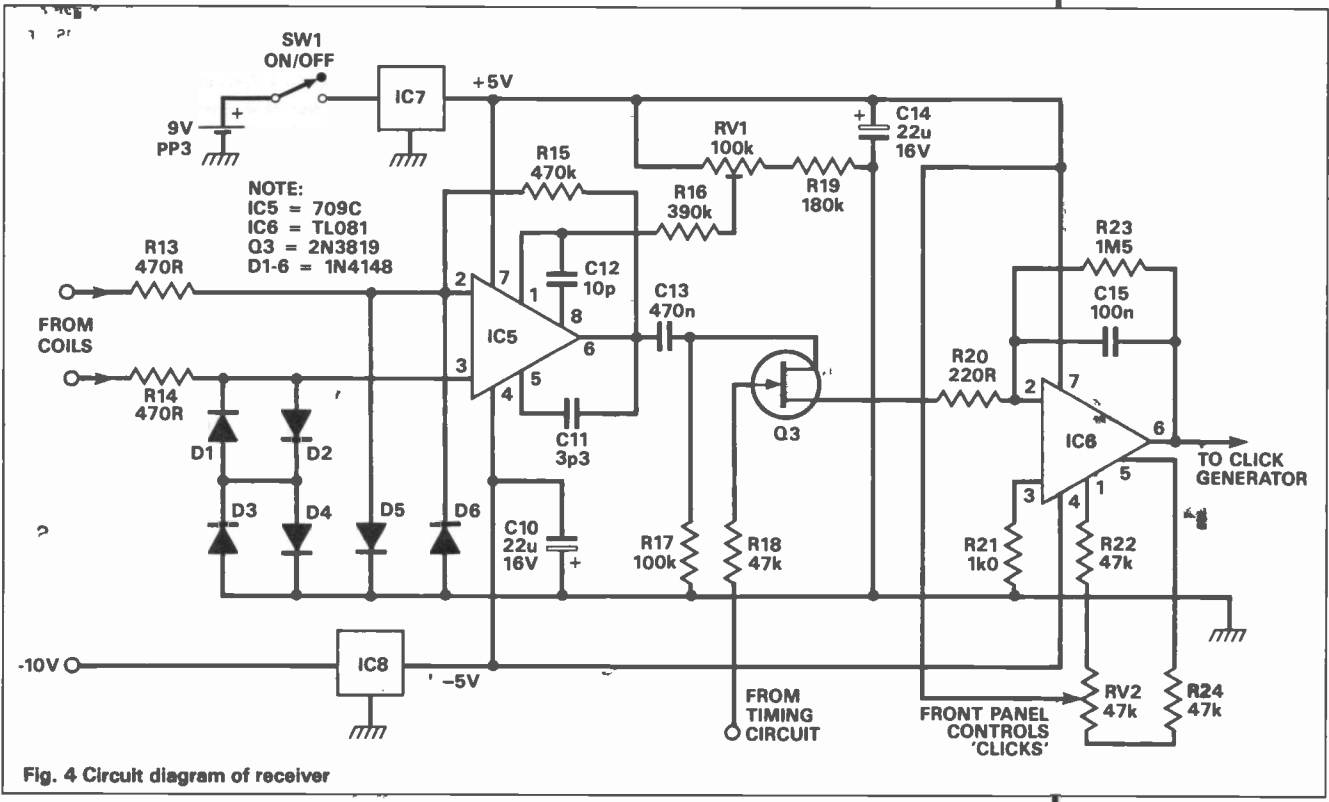 SW1
ON/OFF
IC7
+5V
+
9V
PP3
NOTE:
IC5 = 709C
IC6 = TL081
Q3 = 2N3819
D1-6 = 1N4148
R15
470k
RV1
100k
R16
390k
R19
180k
+
C14
22u
16V
R13
470R
FROM
COILS
R14
470R
2
7
1
C12
10p
8
IC5
6
3
4
5
C11
3p3
C13
470n
Q3
R20
220R
R23
1M5
C15
100n
2
7
IC6
6
3
4
1
5
TO CLICK
GENERATOR
D1
D2
D3
D4
D5
D6
C10
22u
16V
+
R17
100k
R18
47k
R21
1k0
R22
47k
-10V
IC8
-5V
FROM
TIMING
CIRCUIT
FRONT PANEL
CONTROLS
'CLICKS'
RV2
47k
R24
47k
Fig. 4 Circuit diagram of receiver